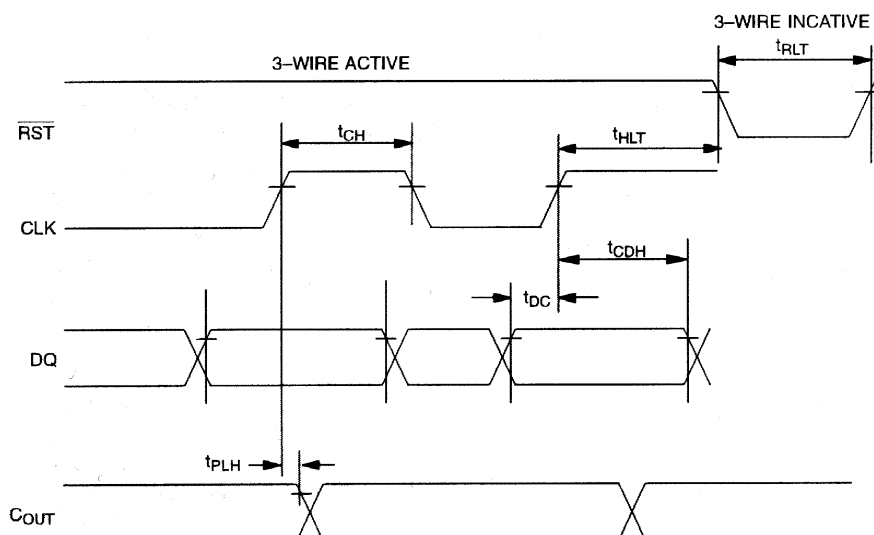 3–WIRE INCATIVE
tRLT
3–WIRE ACTIVE
RST
tCH
tHLT
CLK
tCDH
tDC
DQ
tPLH
COUT